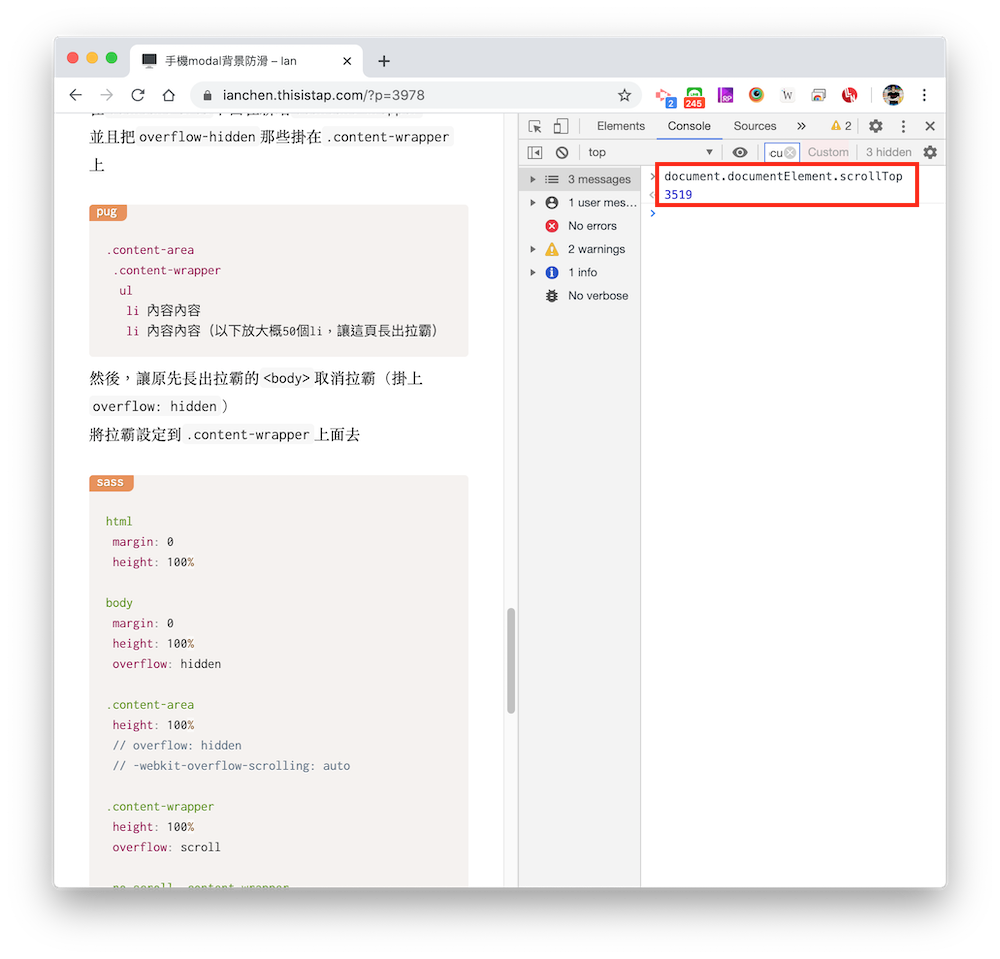 手機modal背景防滑 – Ian
ianchen.thisistap.com/?p=3978
2
245
RP
W
並且把 overflow-hidden 那些掛在 .content-wrapper
上
pug
.content-area
.content-wrapper
ul
li 內容內容
li 內容內容（以下放大概50個li，讓這頁長出拉霸）
然後，讓原先長出拉霸的 <body> 取消拉霸（掛上
overflow: hidden ）
將拉霸設定到 .content-wrapper 上面去
sass
html
margin: 0
height: 100%
body
margin: 0
height: 100%
overflow: hidden
.content-area
height: 100%
// overflow: hidden
// -webkit-overflow-scrolling: auto
.content-wrapper
height: 100%
overflow: scroll
Elements
Console
Sources
2
top
cu
Custom
3 hidden
3 messages
1 user mes...
No errors
2 warnings
1 info
No verbose
document.documentElement.scrollTop
3519